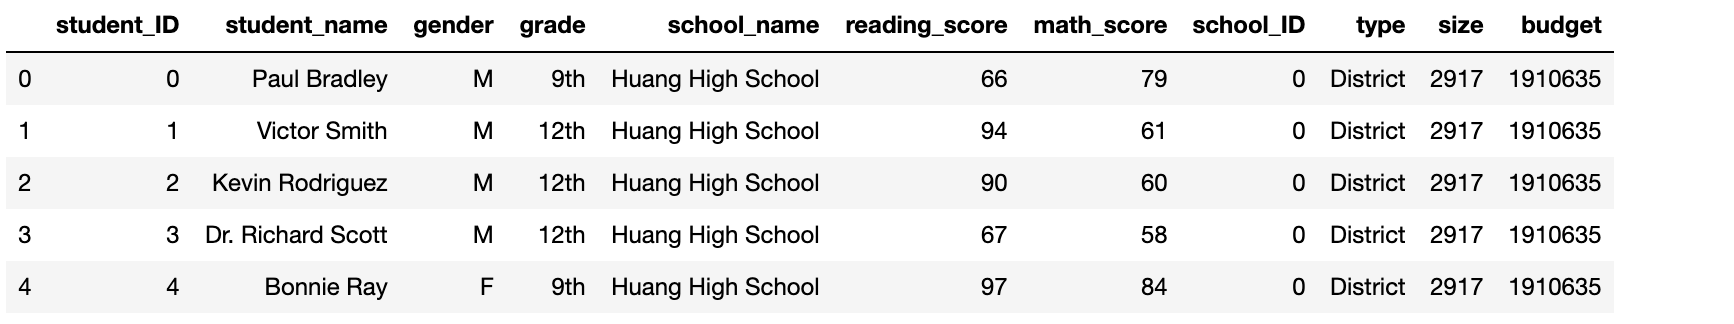 student_ID student_name gender grade school_name reading_score math_score school_ID type size budget
0 0 Paul Bradley M 9th Huang High School 66 79 0 District 2917 1910635
1 1 Victor Smith M 12th Huang High School 94 61 0 District 2917 1910635
2 2 Kevin Rodriguez M 12th Huang High School 90 60 0 District 2917 1910635
3 3 Dr. Richard Scott M 12th Huang High School 67 58 0 District 2917 1910635
4 4 Bonnie Ray F 9th Huang High School 97 84 0 District 2917 1910635